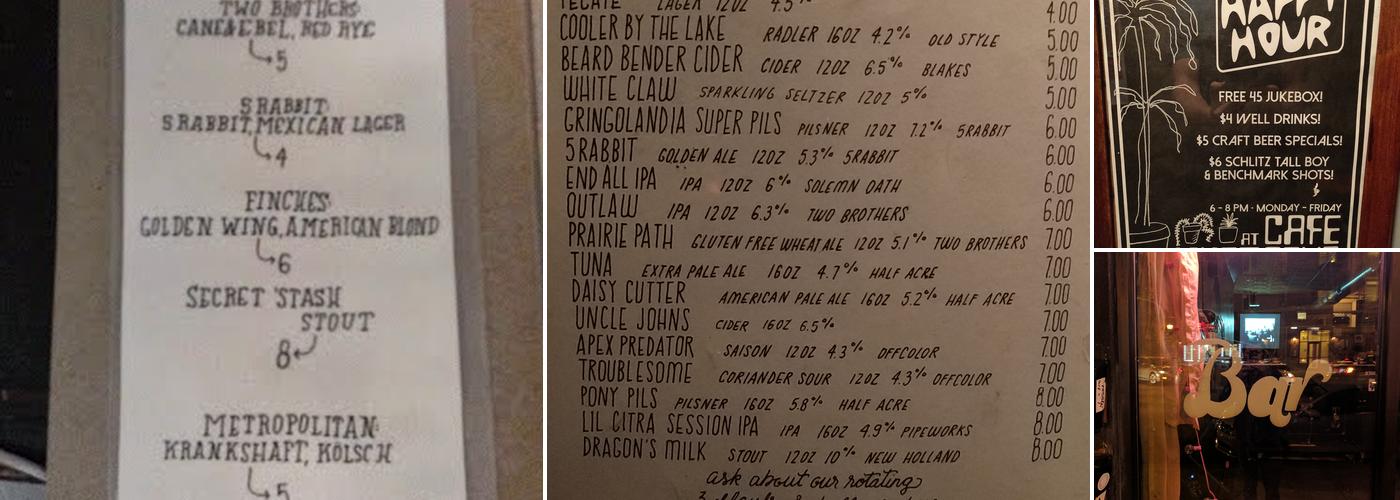 TWO BROTHERS
CANE&EBEL, RED RYE
5
5 RABBIT
5 RABBIT, MEXICAN LAGER
4
FINCHES
GOLDEN WING, AMERICAN BLOND
6
SECRET STASH
STOUT
8
METROPOLITAN
KRANKSHAFT, KOLSCH
5
TECATE LAGER 12OZ 4.5% 4.00
COOLER BY THE LAKE RADLER 16OZ 4.2% OLD STYLE 5.00
BEARD BENDER CIDER CIDER 12OZ 6.5% BLAKES 5.00
WHITE CLAW SPARKLING SELTZER 12OZ 5% 5.00
GRINGOLANDIA SUPER PILS PILSNER 12OZ 7.2% 5RABBIT 6.00
5RABBIT GOLDEN ALE 12OZ 5.3% 5RABBIT 6.00
END ALL IPA IPA 12OZ 6% SOLEMN OATH 6.00
OUTLAW IPA 12OZ 6.3% TWO BROTHERS 6.00
PRAIRIE PATH GLUTEN FREE WHEAT ALE 12OZ 5.1% TWO BROTHERS 7.00
TUNA EXTRA PALE ALE 16OZ 4.7% HALF ACRE 7.00
DAISY CUTTER AMERICAN PALE ALE 16OZ 5.2% HALF ACRE 7.00
UNCLE JOHNS CIDER 16OZ 6.5% 7.00
APEX PREDATOR SAISON 12OZ 4.3% OFFCOLOR 7.00
TROUBLESOME CORIANDER SOUR 12OZ 4.3% OFFCOLOR 7.00
PONY PILS PILSNER 16OZ 5.8% HALF ACRE 8.00
LIL CITRA SESSION IPA IPA 16OZ 4.9% PIPEWORKS 8.00
DRAGON'S MILK STOUT 12OZ 10% NEW HOLLAND 8.00
ask about our rotating
HAPPY
HOUR
FREE 45 JUKEBOX!
$4 WELL DRINKS!
$5 CRAFT BEER SPECIALS!
$6 SCHLITZ TALL BOY
& BENCHMARK SHOTS!
6 - 8 PM · MONDAY - FRIDAY
AT CAFE
Bar